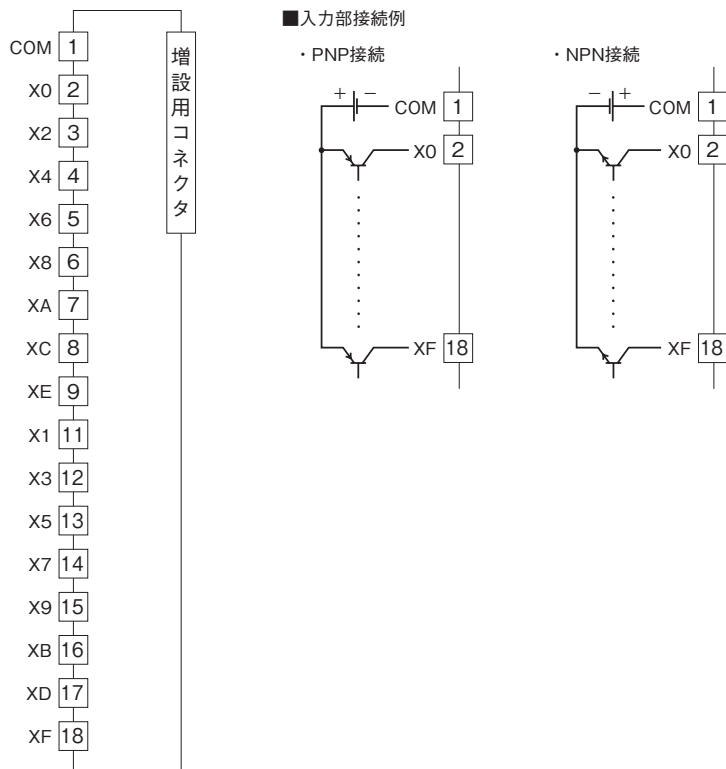 COM 1
X0 2
X2 3
X4 4
X6 5
X8 6
XA 7
XC 8
XE 9
X1 11
X3 12
X5 13
X7 14
X9 15
XB 16
XD 17
XF 18
増設用コネクタ
■入力部接続例
・PNP接続
+ − COM 1
X0 2
XF 18
・NPN接続
− + COM 1
X0 2
XF 18